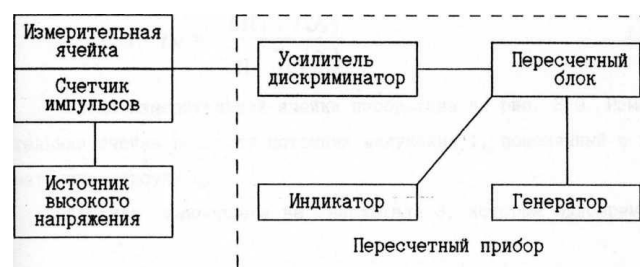 Измерительная
ячейка
Счетчик
импульсов
Источник
высокого
напряжения
Усилитель
дискриминатор
Пересчетный
блок
Индикатор
Генератор
Пересчетный прибор